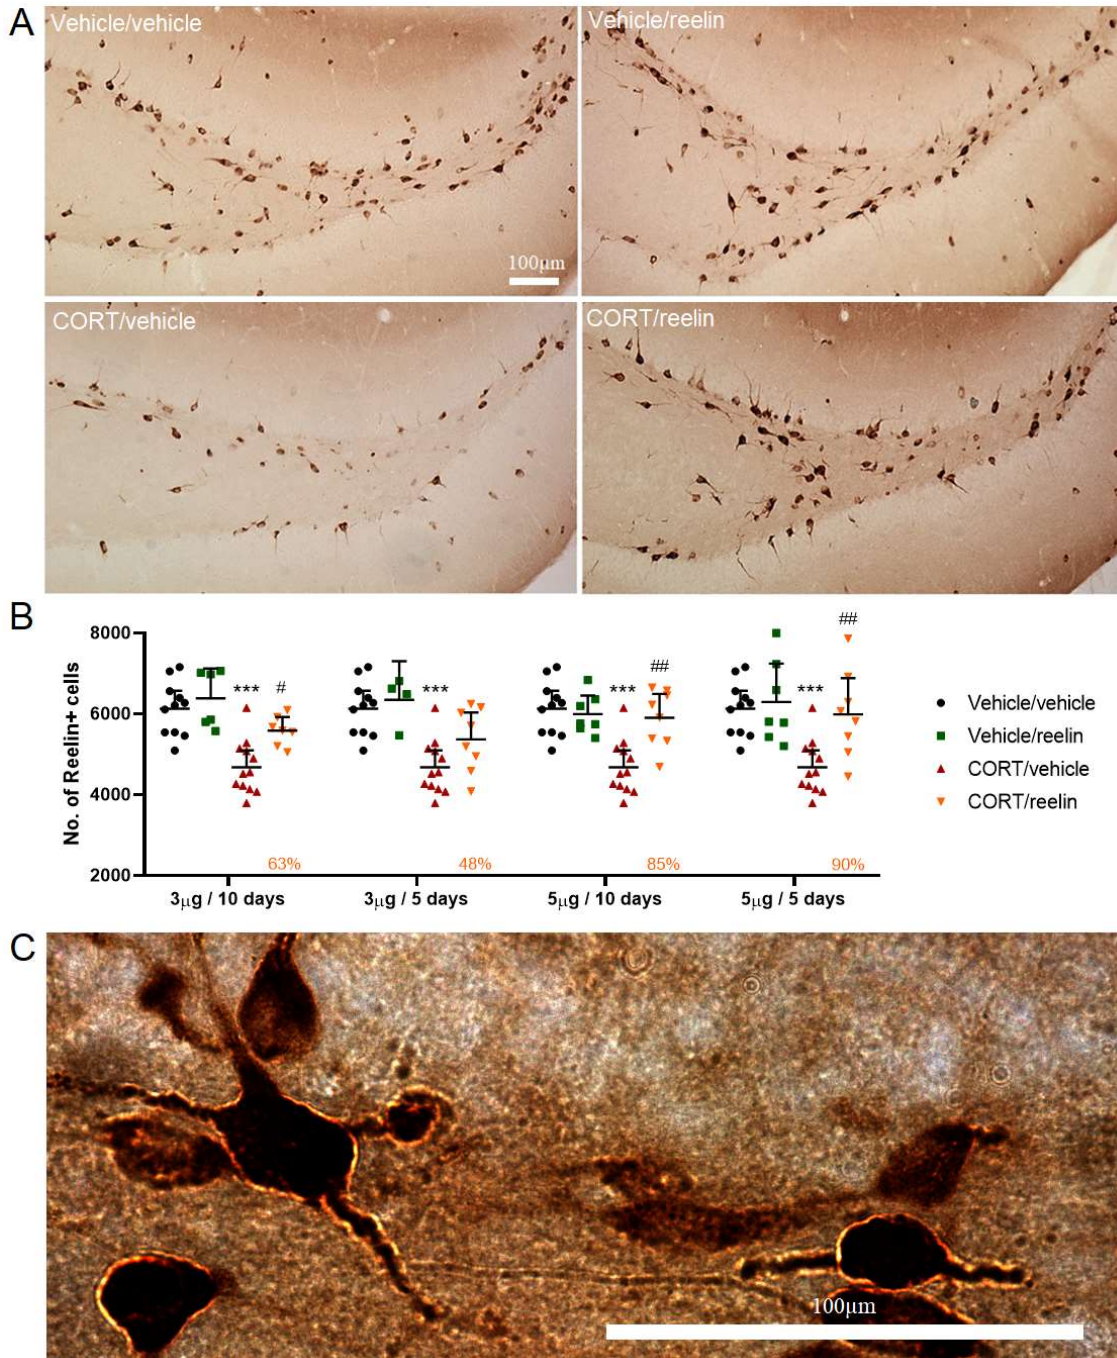 A
Vehicle/vehicle
Vehicle/reelin
100μm
CORT/vehicle
CORT/reelin
B
No. of Reelin+ cells
8000
6000
4000
2000
***
#
***
***
##
***
##
63%
48%
85%
90%
3μg / 10 days
3μg / 5 days
5μg / 10 days
5μg / 5 days
Vehicle/vehicle
Vehicle/reelin
CORT/vehicle
CORT/reelin
C
100μm